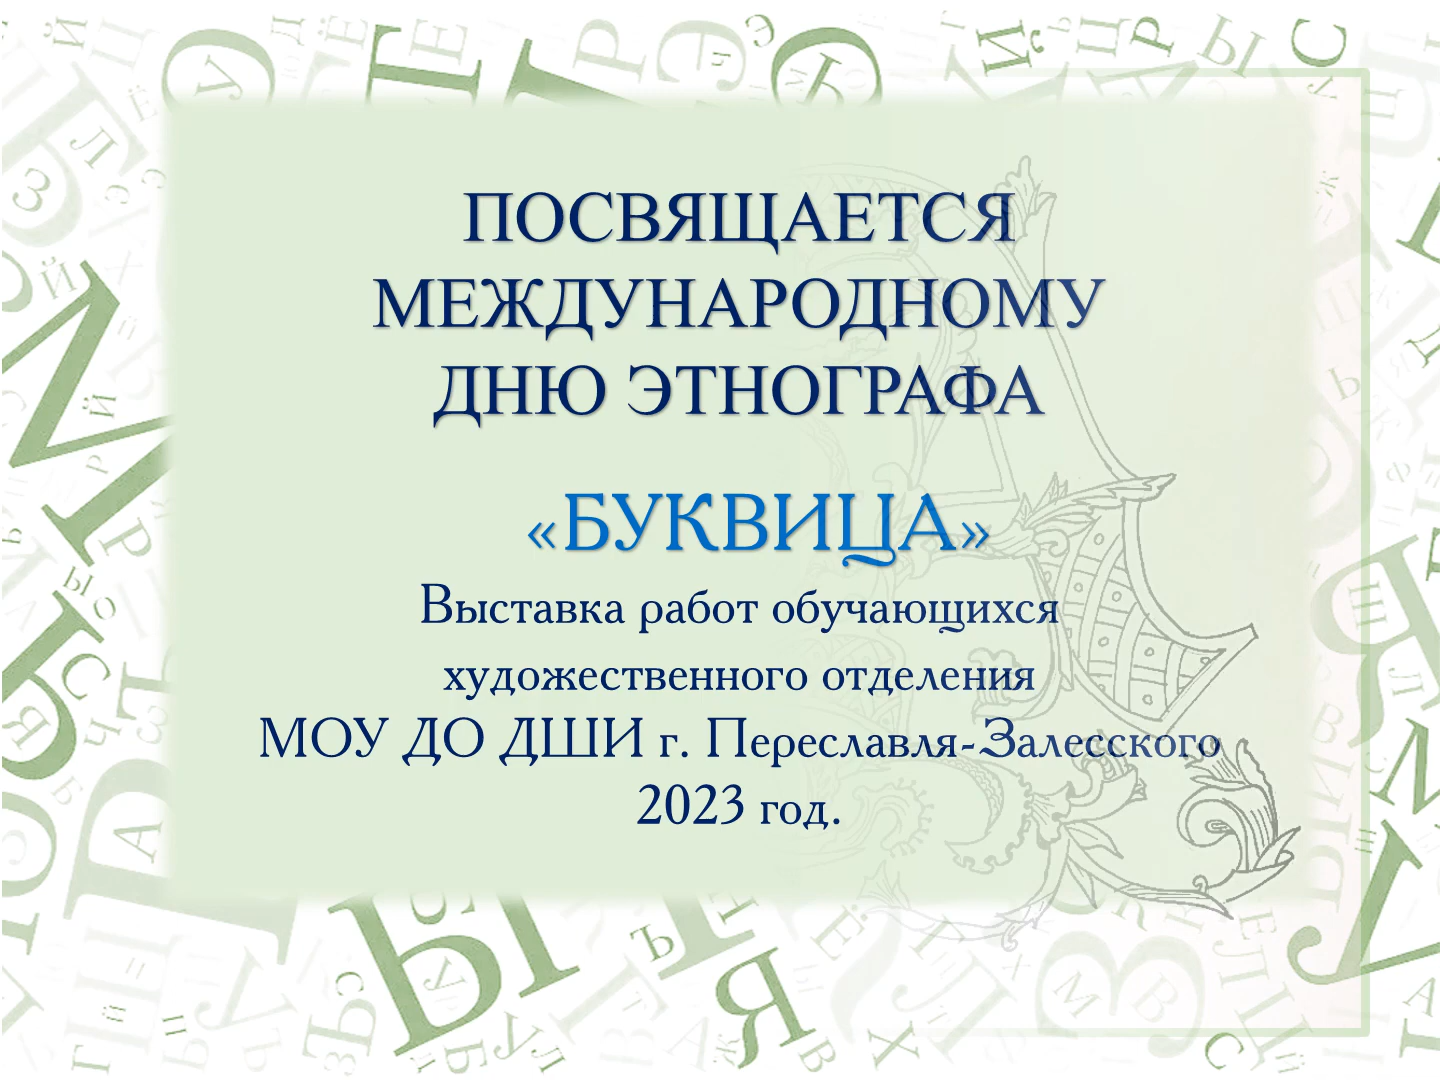 ПОСВЯЩАЕТСЯ
МЕЖДУНАРОДНОМУ
ДНЮ ЭТНОГРАФА
«БУКВИЦА»
Выставка работ обучающихся
художественного отделения
МОУ ДО ДШИ г. Переславля-Залесского
2023 год.